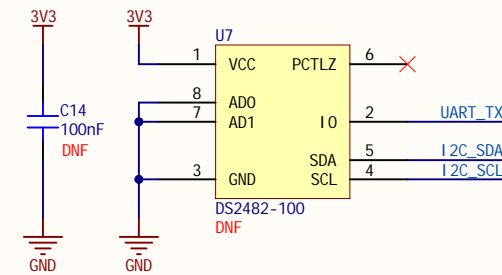 3V3
3V3
U7
1
VCC
PCTLZ
6
8
AD0
7
AD1
IO
2
UART_TX
C14
100nF
DNF
SDA
5
I2C_SDA
3
GND
SCL
4
I2C_SCL
DS2482-100
DNF
GND
GND